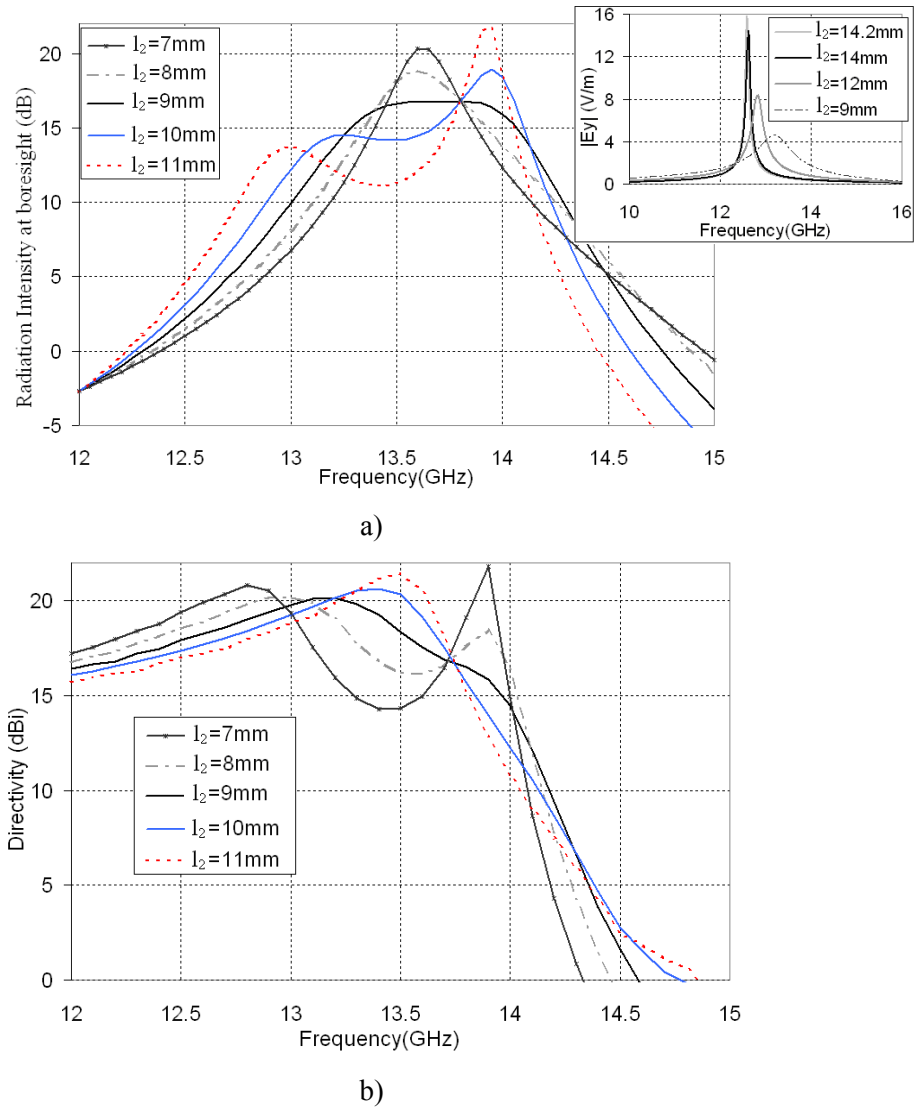 Radiation Intensity at boresight (dB)
20
15
10
5
0
-5
l2=7mm
l2=8mm
l2=9mm
l2=10mm
l2=11mm
12
12.5
13
13.5
14
14.5
15
Frequency(GHz)
|Ey| (V/m)
16
12
8
4
0
l2=14.2mm
l2=14mm
l2=12mm
l2=9mm
10
12
14
16
Frequency(GHz)
a)
Directivity (dBi)
20
15
10
5
0
l2=7mm
l2=8mm
l2=9mm
l2=10mm
l2=11mm
12
12.5
13
13.5
14
14.5
15
Frequency(GHz)
b)